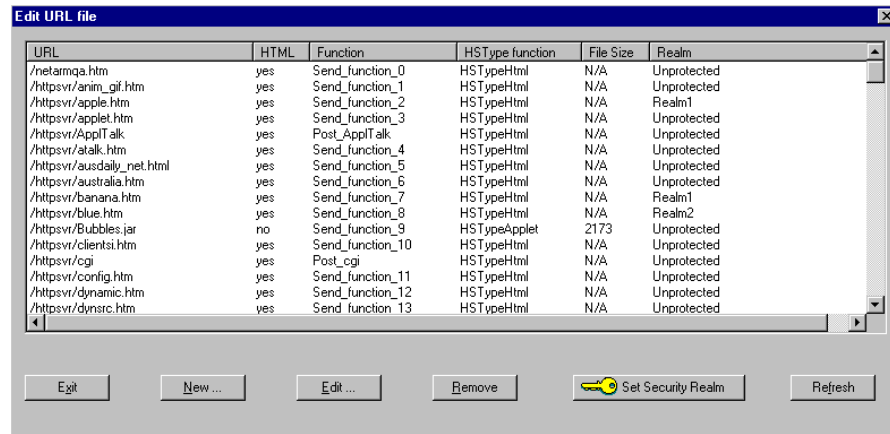 Edit URL file
URL HTML Function HSType function File Size Realm
/netarmqa.htm yes Send_function_0 HSTypeHtml N/A Unprotected
/httpsvr/anim_gif.htm yes Send_function_1 HSTypeHtml N/A Unprotected
/httpsvr/apple.htm yes Send_function_2 HSTypeHtml N/A Realm1
/httpsvr/applet.htm yes Send_function_3 HSTypeHtml N/A Unprotected
/httpsvr/ApplTalk yes Post_ApplTalk HSTypeHtml N/A Unprotected
/httpsvr/atalk.htm yes Send_function_4 HSTypeHtml N/A Unprotected
/httpsvr/ausdaily_net.html yes Send_function_5 HSTypeHtml N/A Unprotected
/httpsvr/australia.htm yes Send_function_6 HSTypeHtml N/A Unprotected
/httpsvr/banana.htm yes Send_function_7 HSTypeHtml N/A Realm1
/httpsvr/blue.htm yes Send_function_8 HSTypeHtml N/A Realm2
/httpsvr/Bubbles.jar no Send_function_9 HSTypeApplet 2173 Unprotected
/httpsvr/clientsi.htm yes Send_function_10 HSTypeHtml N/A Unprotected
/httpsvr/cgi yes Post_cgi HSTypeHtml N/A Unprotected
/httpsvr/config.htm yes Send_function_11 HSTypeHtml N/A Unprotected
/httpsvr/dynamic.htm yes Send_function_12 HSTypeHtml N/A Unprotected
/httpsvr/dynsrc.htm yes Send_function_13 HSTypeHtml N/A Unprotected
Exit New ... Edit ... Remove Set Security Realm Refresh